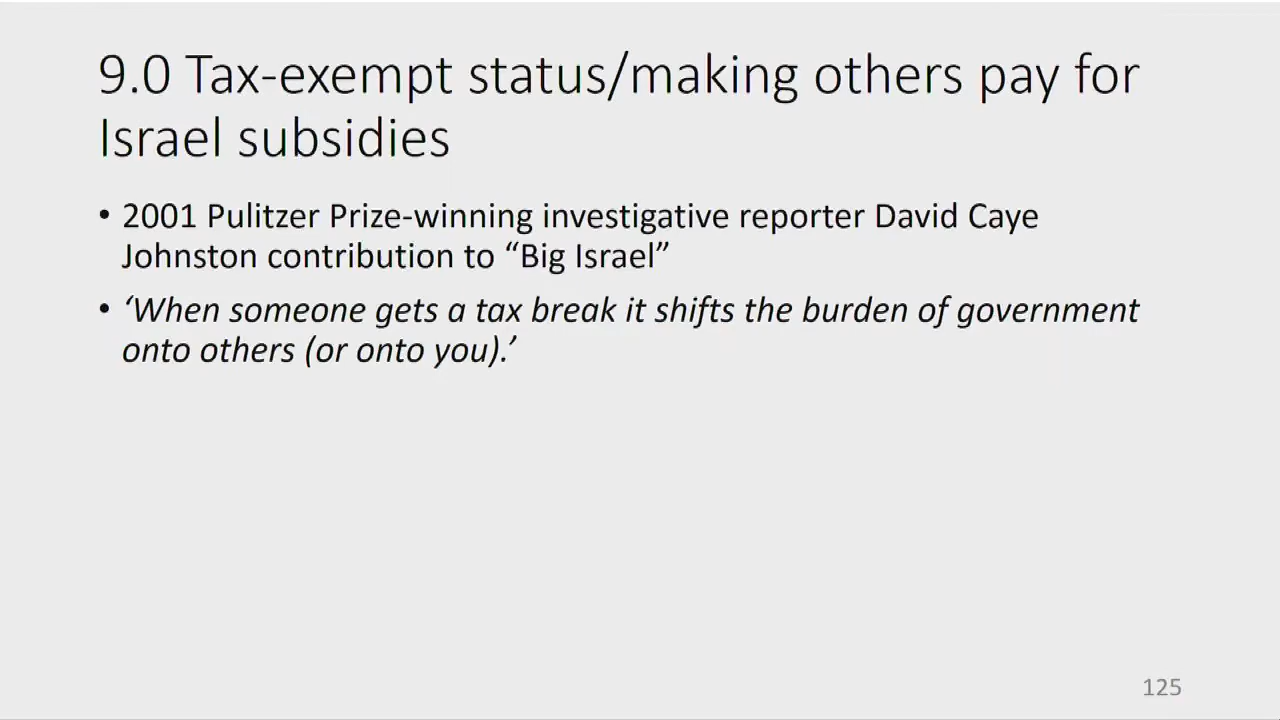 9.0 Tax-exempt status/making others pay for
Israel subsidies
• 2001 Pulitzer Prize-winning investigative reporter David Caye
Johnston contribution to “Big Israel”
• ‘When someone gets a tax break it shifts the burden of government
onto others (or onto you).’
125